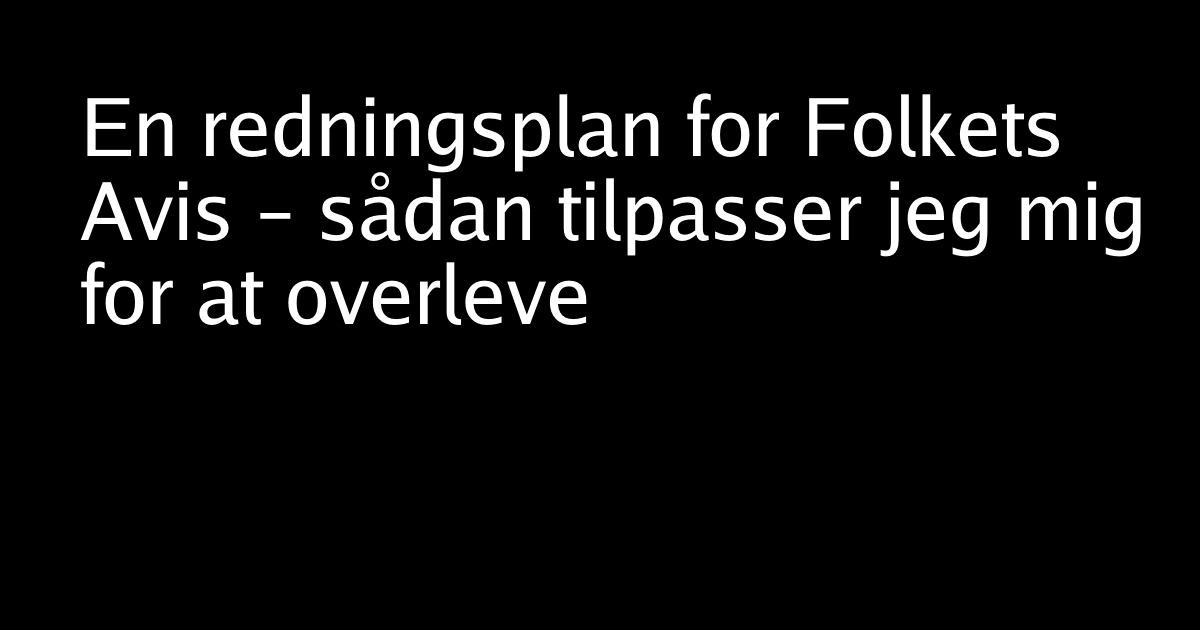 En redningsplan for Folkets
Avis – sådan tilpasser jeg mig
for at overleve